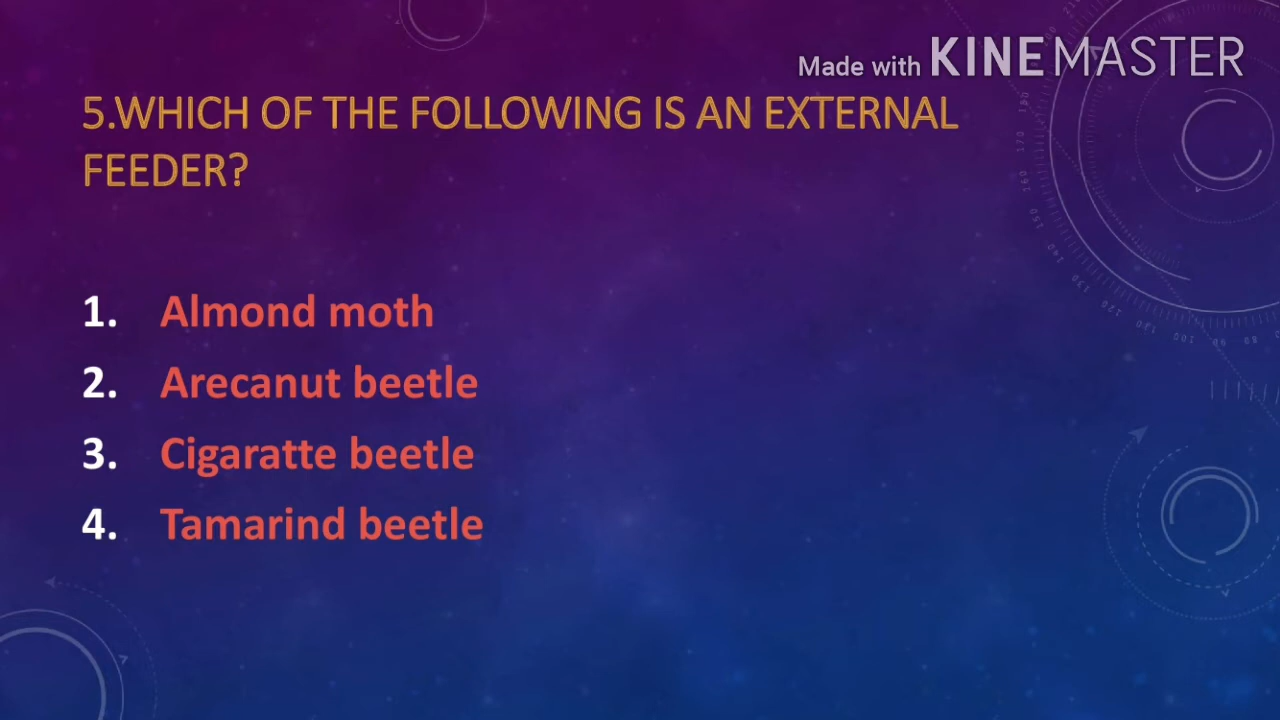 Made with KINEMASTER
5.WHICH OF THE FOLLOWING IS AN EXTERNAL
FEEDER?
1. Almond moth
2. Arecanut beetle
3. Cigaratte beetle
4. Tamarind beetle